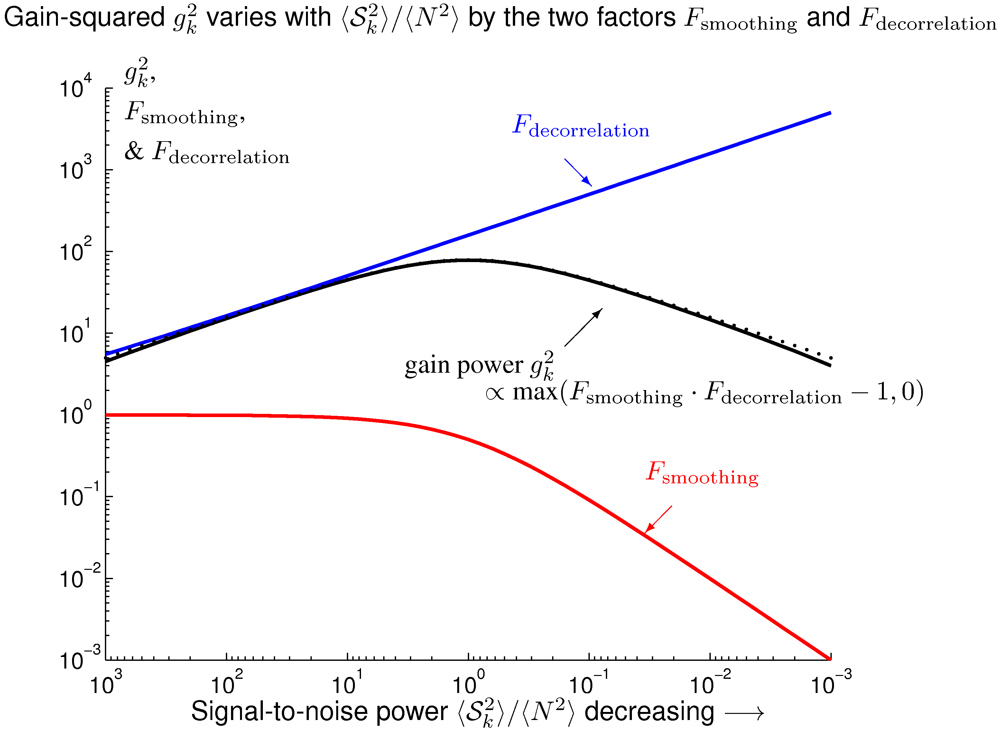 Gain-squared g_k^2 varies with ⟨𝒮_k^2⟩/⟨N^2⟩ by the two factors F_smoothing and F_decorrelation
g_k^2,
F_smoothing,
& F_decorrelation
10^4
10^3
10^2
10^1
10^0
10^−1
10^−2
10^−3
F_decorrelation
gain power g_k^2
∝ max(F_smoothing · F_decorrelation − 1, 0)
F_smoothing
10^3 10^2 10^1 10^0 10^−1 10^−2 10^−3
Signal-to-noise power ⟨𝒮_k^2⟩/⟨N^2⟩ decreasing ⟶